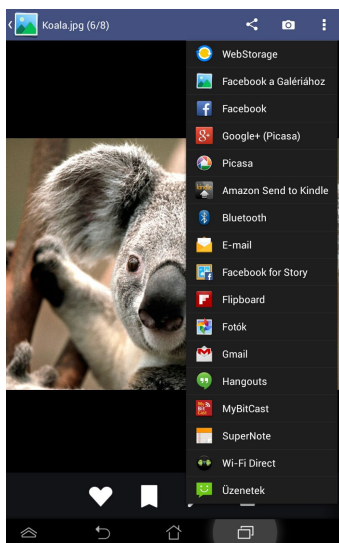 Koala.jpg (6/8)
WebStorage
Facebook a Galériához
Facebook
Google+ (Picasa)
Picasa
Amazon Send to Kindle
Bluetooth
E-mail
Facebook for Story
Flipboard
Fotók
Gmail
Hangouts
MyBitCast
SuperNote
Wi-Fi Direct
Üzenetek